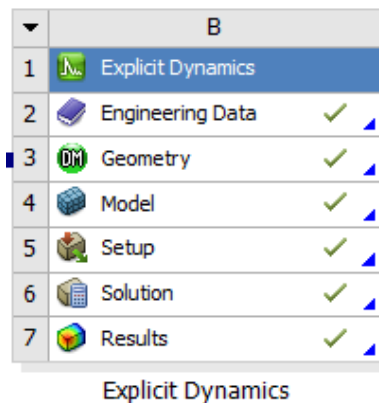 B
1 Explicit Dynamics
2 Engineering Data
3 DM Geometry
4 Model
5 Setup
6 Solution
7 Results
Explicit Dynamics